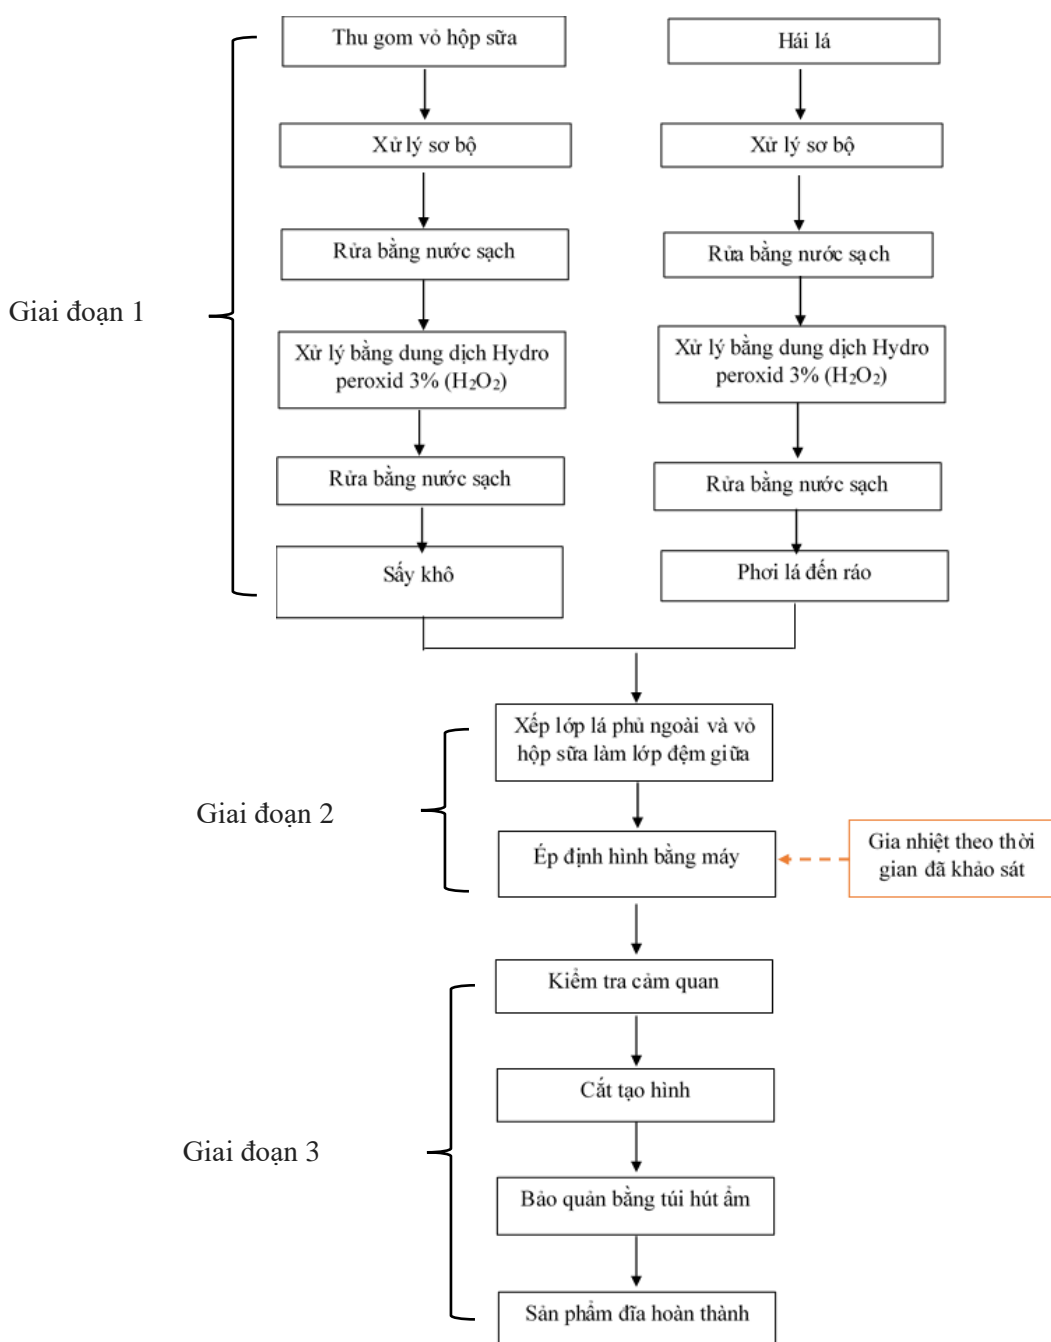 Thu gom vỏ hộp sữa
Hái lá
Xử lý sơ bộ
Xử lý sơ bộ
Rửa bằng nước sạch
Rửa bằng nước sạch
Giai đoạn 1
Xử lý bằng dung dịch Hydro
peroxid 3% (H₂O₂)
Xử lý bằng dung dịch Hydro
peroxid 3% (H₂O₂)
Rửa bằng nước sạch
Rửa bằng nước sạch
Sấy khô
Phơi lá đến ráo
Xếp lớp lá phủ ngoài và vỏ
hộp sữa làm lớp đệm giữa
Giai đoạn 2
Ép định hình bằng máy
Gia nhiệt theo thời
gian đã khảo sát
Kiểm tra cảm quan
Cắt tạo hình
Giai đoạn 3
Bảo quản bằng túi hút ẩm
Sản phẩm đĩa hoàn thành